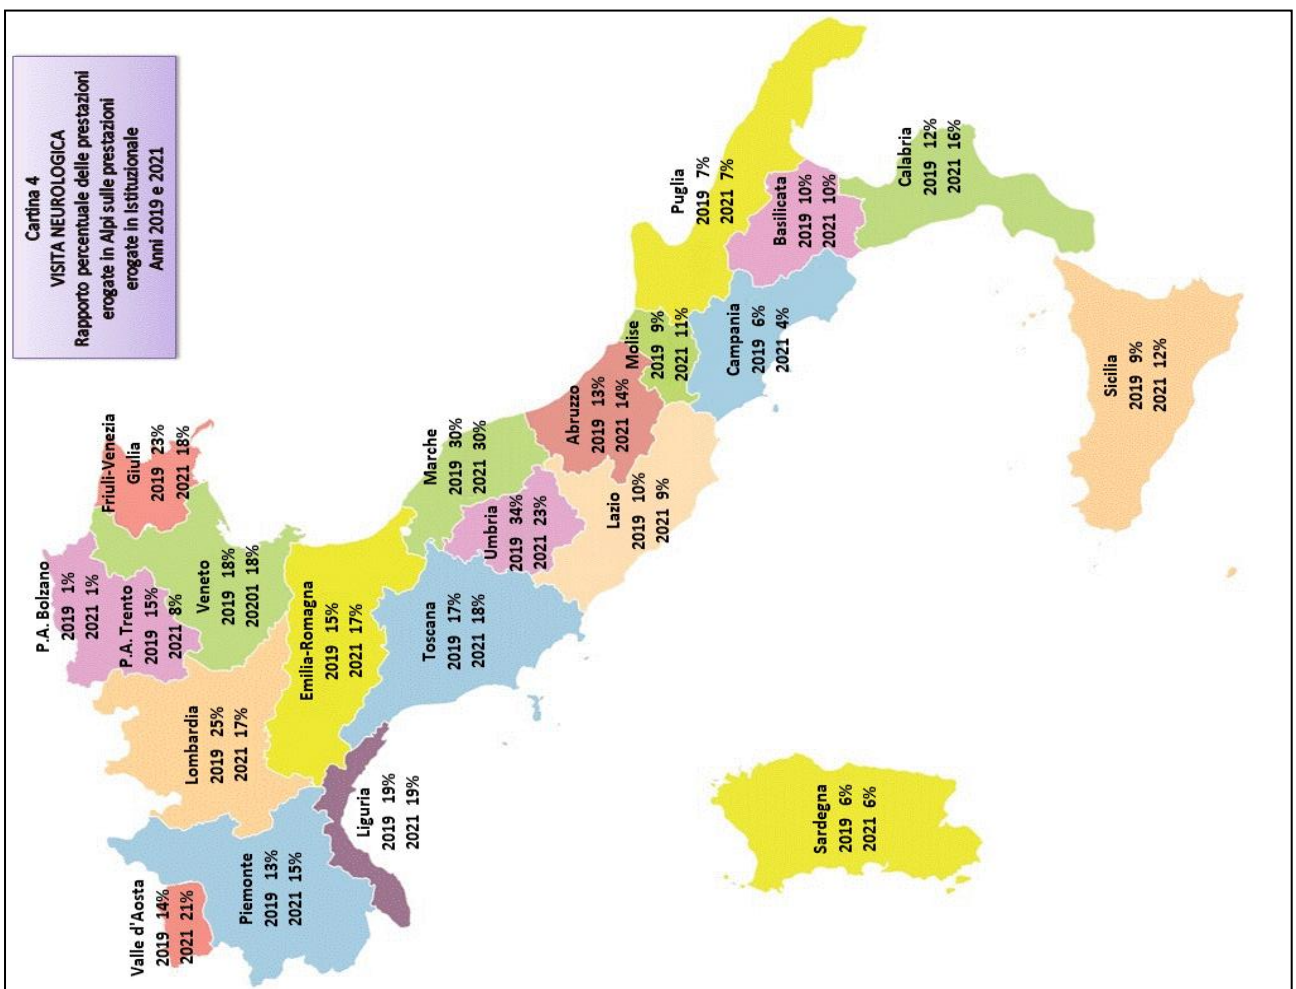 Cartina 4
VISITA NEUROLOGICA
Rapporto percentuale delle prestazioni
erogate in Alpi sulle prestazioni
erogate in Istituzionale
Anni 2019 e 2021
P.A. Bolzano
2019 1%
2021 1%
P.A. Trento
2019 15%
2021 8%
Friuli-Venezia
Giulia
2019 23%
2021 18%
Veneto
2019 18%
20201 18%
Valle d'Aosta
2019 14%
2021 21%
Lombardia
2019 25%
2021 17%
Piemonte
2019 13%
2021 15%
Emilia-Romagna
2019 15%
2021 17%
Liguria
2019 19%
2021 19%
Toscana
2019 17%
2021 18%
Marche
2019 30%
2021 30%
Umbria
2019 34%
2021 23%
Abruzzo
2019 13%
2021 14%
Lazio
2019 10%
2021 9%
Molise
2019 9%
2021 11%
Puglia
2019 7%
2021 7%
Campania
2019 6%
2021 4%
Basilicata
2019 10%
2021 10%
Calabria
2019 12%
2021 16%
Sardegna
2019 6%
2021 6%
Sicilia
2019 9%
2021 12%